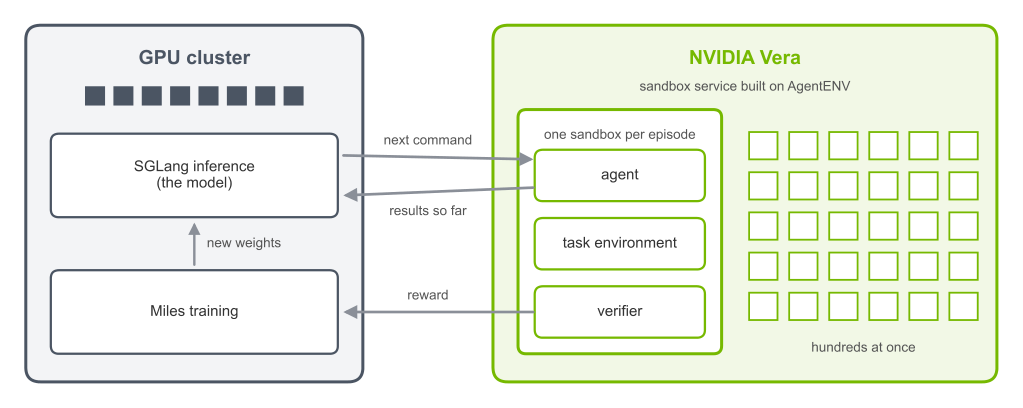 GPU cluster
SGLang inference
(the model)
new weights
Miles training
next command
results so far
reward
NVIDIA Vera
sandbox service built on AgentENV
one sandbox per episode
agent
task environment
verifier
hundreds at once